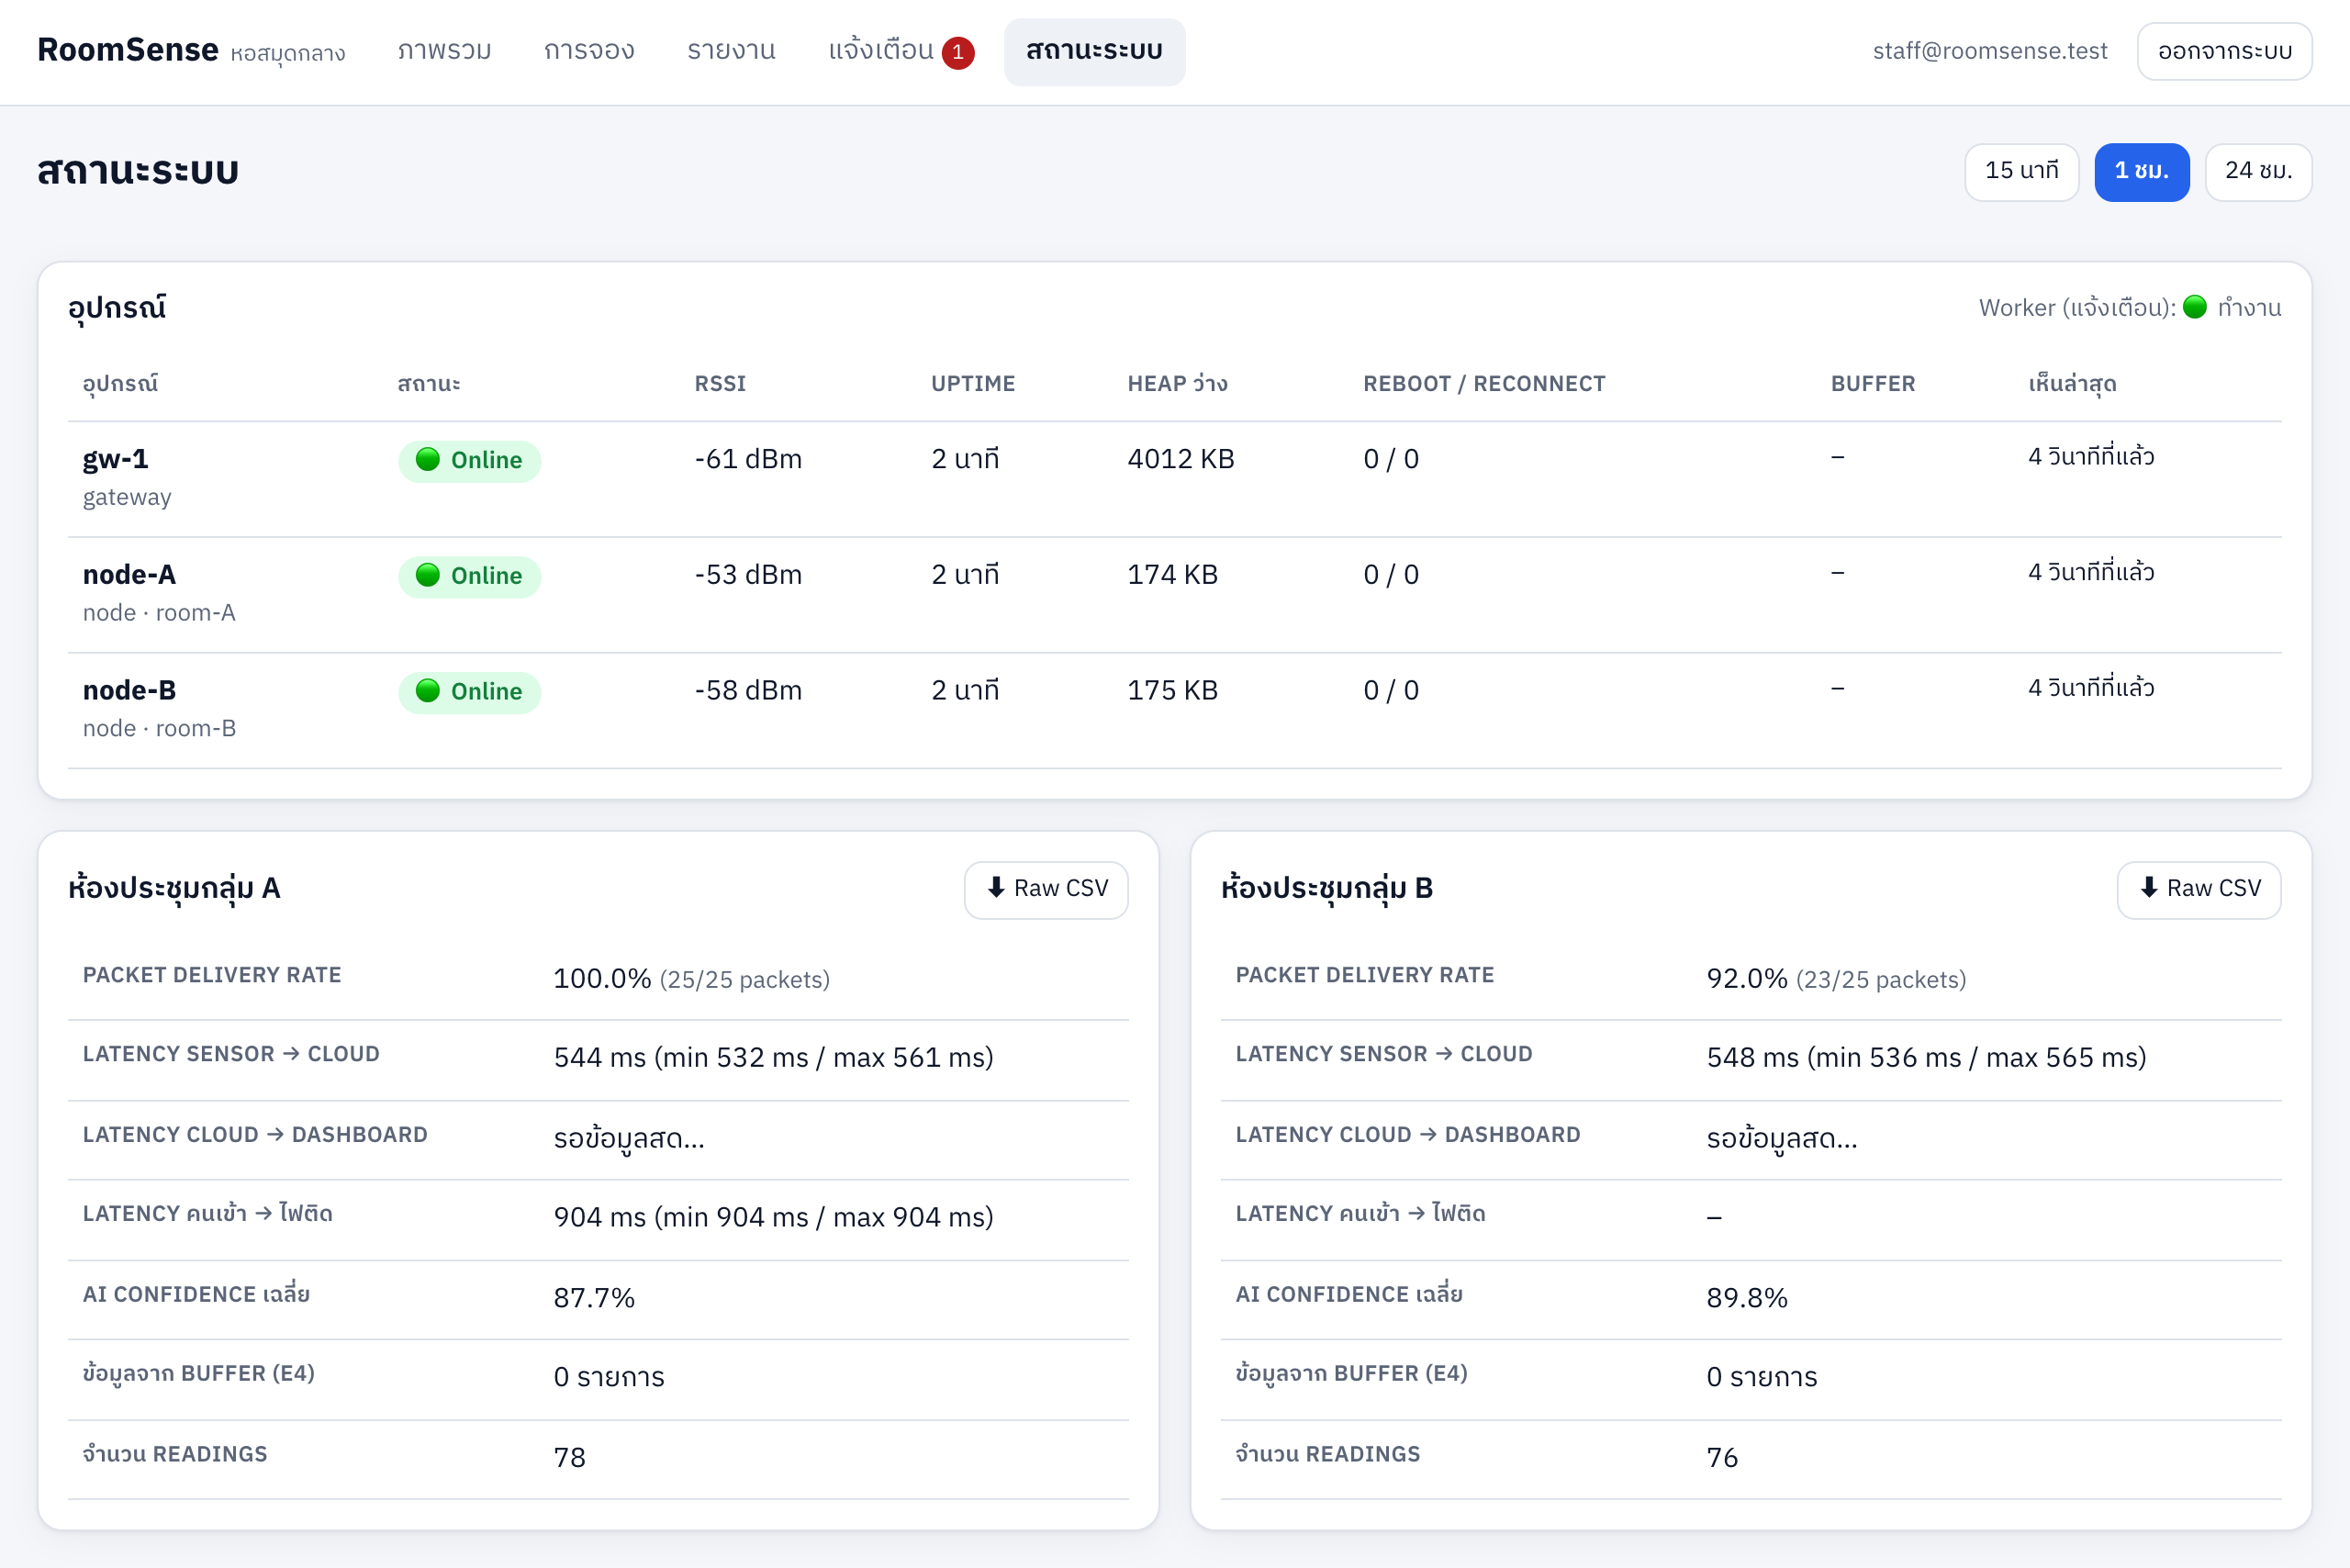 RoomSense หอสมุดกลาง ภาพรวม การจอง รายงาน แจ้งเตือน 1 สถานะระบบ staff@roomsense.test ออกจากระบบ
สถานะระบบ 15 นาที 1 ชม. 24 ชม.
อุปกรณ์ Worker (แจ้งเตือน): ทำงาน
อุปกรณ์ สถานะ RSSI UPTIME HEAP ว่าง REBOOT / RECONNECT BUFFER เห็นล่าสุด
gw-1 Online -61 dBm 2 นาที 4012 KB 0 / 0 – 4 วินาทีที่แล้ว
gateway
node-A Online -53 dBm 2 นาที 174 KB 0 / 0 – 4 วินาทีที่แล้ว
node · room-A
node-B Online -58 dBm 2 นาที 175 KB 0 / 0 – 4 วินาทีที่แล้ว
node · room-B
ห้องประชุมกลุ่ม A ⬇ Raw CSV
PACKET DELIVERY RATE 100.0% (25/25 packets)
LATENCY SENSOR → CLOUD 544 ms (min 532 ms / max 561 ms)
LATENCY CLOUD → DASHBOARD รอข้อมูลสด...
LATENCY คนเข้า → ไฟติด 904 ms (min 904 ms / max 904 ms)
AI CONFIDENCE เฉลี่ย 87.7%
ข้อมูลจาก BUFFER (E4) 0 รายการ
จำนวน READINGS 78
ห้องประชุมกลุ่ม B ⬇ Raw CSV
PACKET DELIVERY RATE 92.0% (23/25 packets)
LATENCY SENSOR → CLOUD 548 ms (min 536 ms / max 565 ms)
LATENCY CLOUD → DASHBOARD รอข้อมูลสด...
LATENCY คนเข้า → ไฟติด –
AI CONFIDENCE เฉลี่ย 89.8%
ข้อมูลจาก BUFFER (E4) 0 รายการ
จำนวน READINGS 76